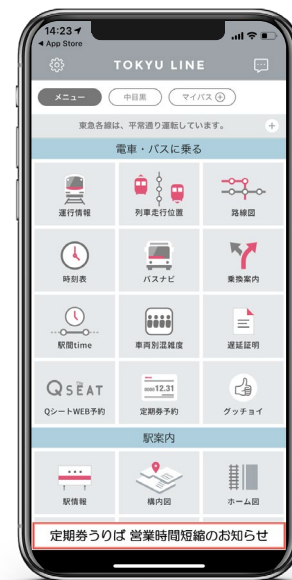 14:23
App Store
TOKYU LINE
メニュー
中目黒
マイバス
東急各線は、平常通り運転しています。
電車・バスに乗る
運行情報
列車走行位置
路線図
時刻表
バスナビ
乗換案内
駅間time
車両別混雑度
遅延証明
12.31
The
Q SEAT
QシートWEB予約
定期券予約
グッチョイ
駅案内
駅情報
構内図
ホーム図
定期券うりば 営業時間短縮のお知らせ